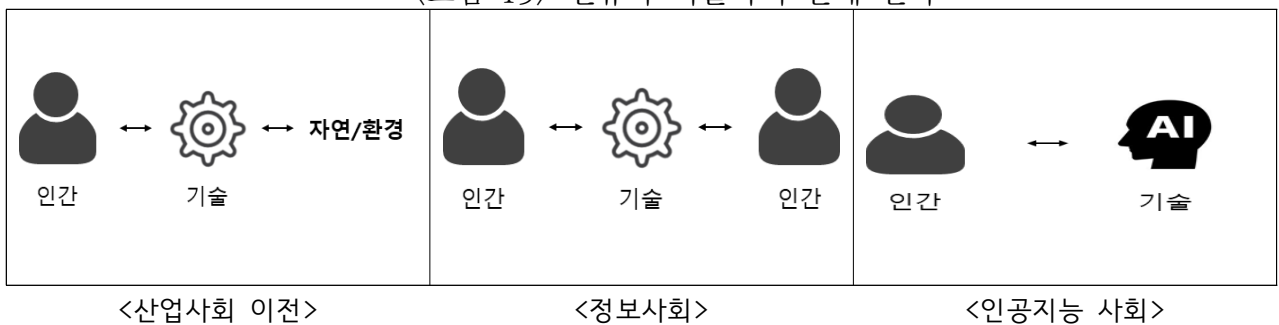 자연/환경
인간 기술
인간 기술 인간
AI
인간 기술
<산업사회 이전> <정보사회> <인공지능 사회>